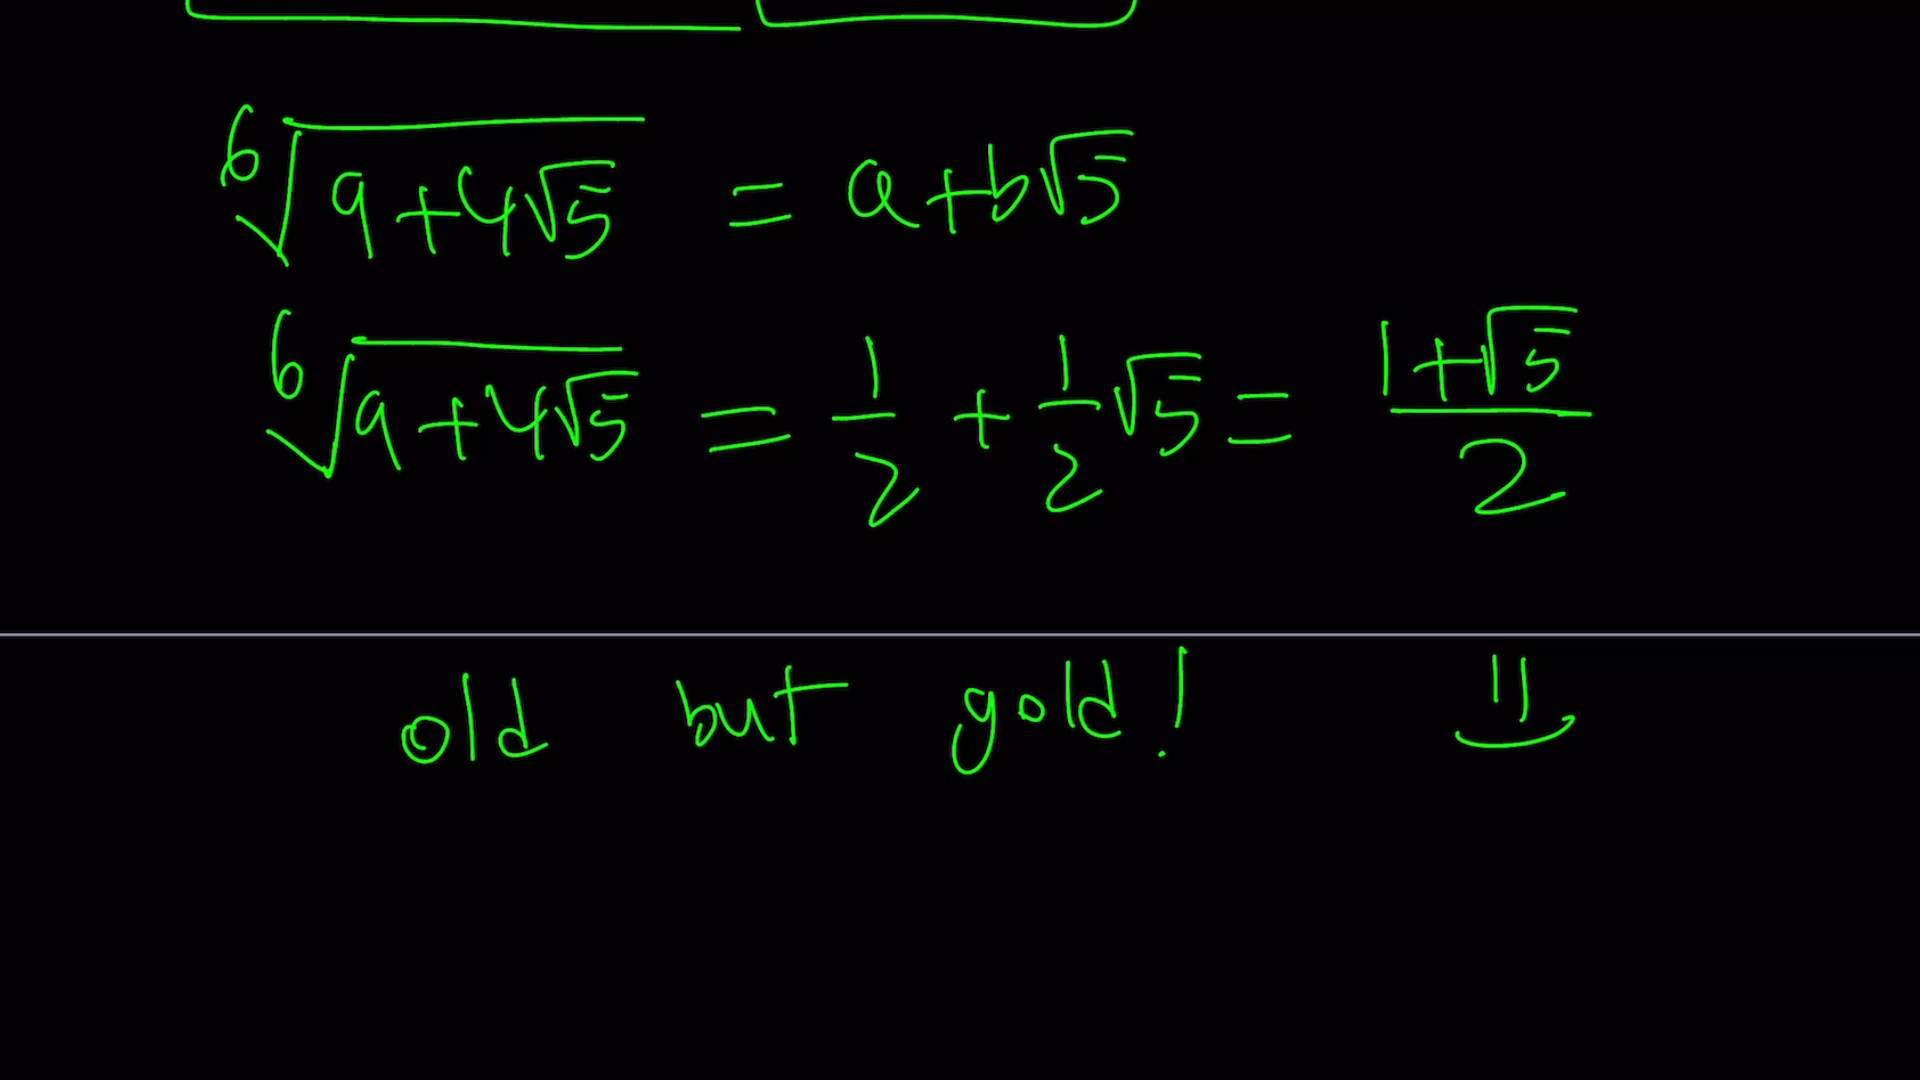 ⁶√(9+4√5) = a+b√5
⁶√(9+4√5) = 1/2 + 1/2 √5 = (1+√5)/2
old but gold!